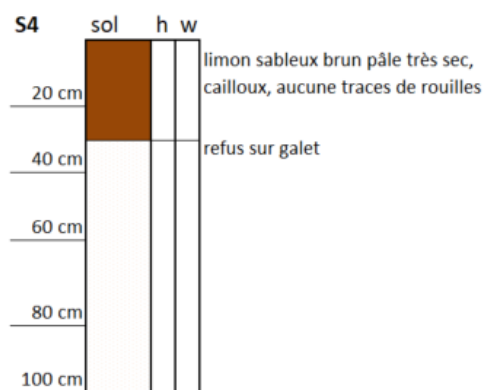 S4 sol h w
limon sableux brun pâle très sec,
cailloux, aucune traces de rouilles
20 cm
refus sur galet
40 cm
60 cm
80 cm
100 cm